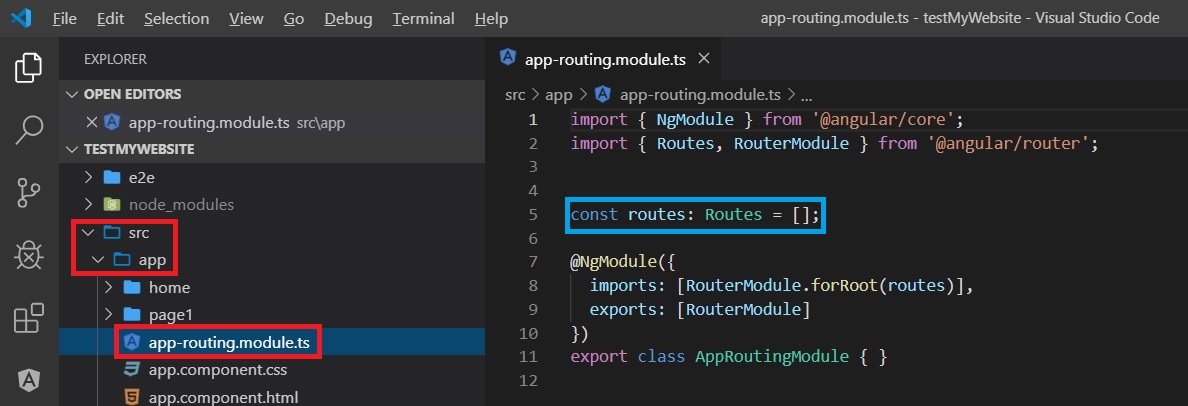 File Edit Selection View Go Debug Terminal Help
app-routing.module.ts - testMyWebsite - Visual Studio Code
EXPLORER
OPEN EDITORS
app-routing.module.ts src\app
TESTMYWEBSITE
e2e
node_modules
src
app
home
page1
app-routing.module.ts
app.component.css
app.component.html
app-routing.module.ts
src > app > app-routing.module.ts > ...
1 import { NgModule } from '@angular/core';
2 import { Routes, RouterModule } from '@angular/router';
3
4
5 const routes: Routes = [];
6
7 @NgModule({
8   imports: [RouterModule.forRoot(routes)],
9   exports: [RouterModule]
10 })
11 export class AppRoutingModule { }
12